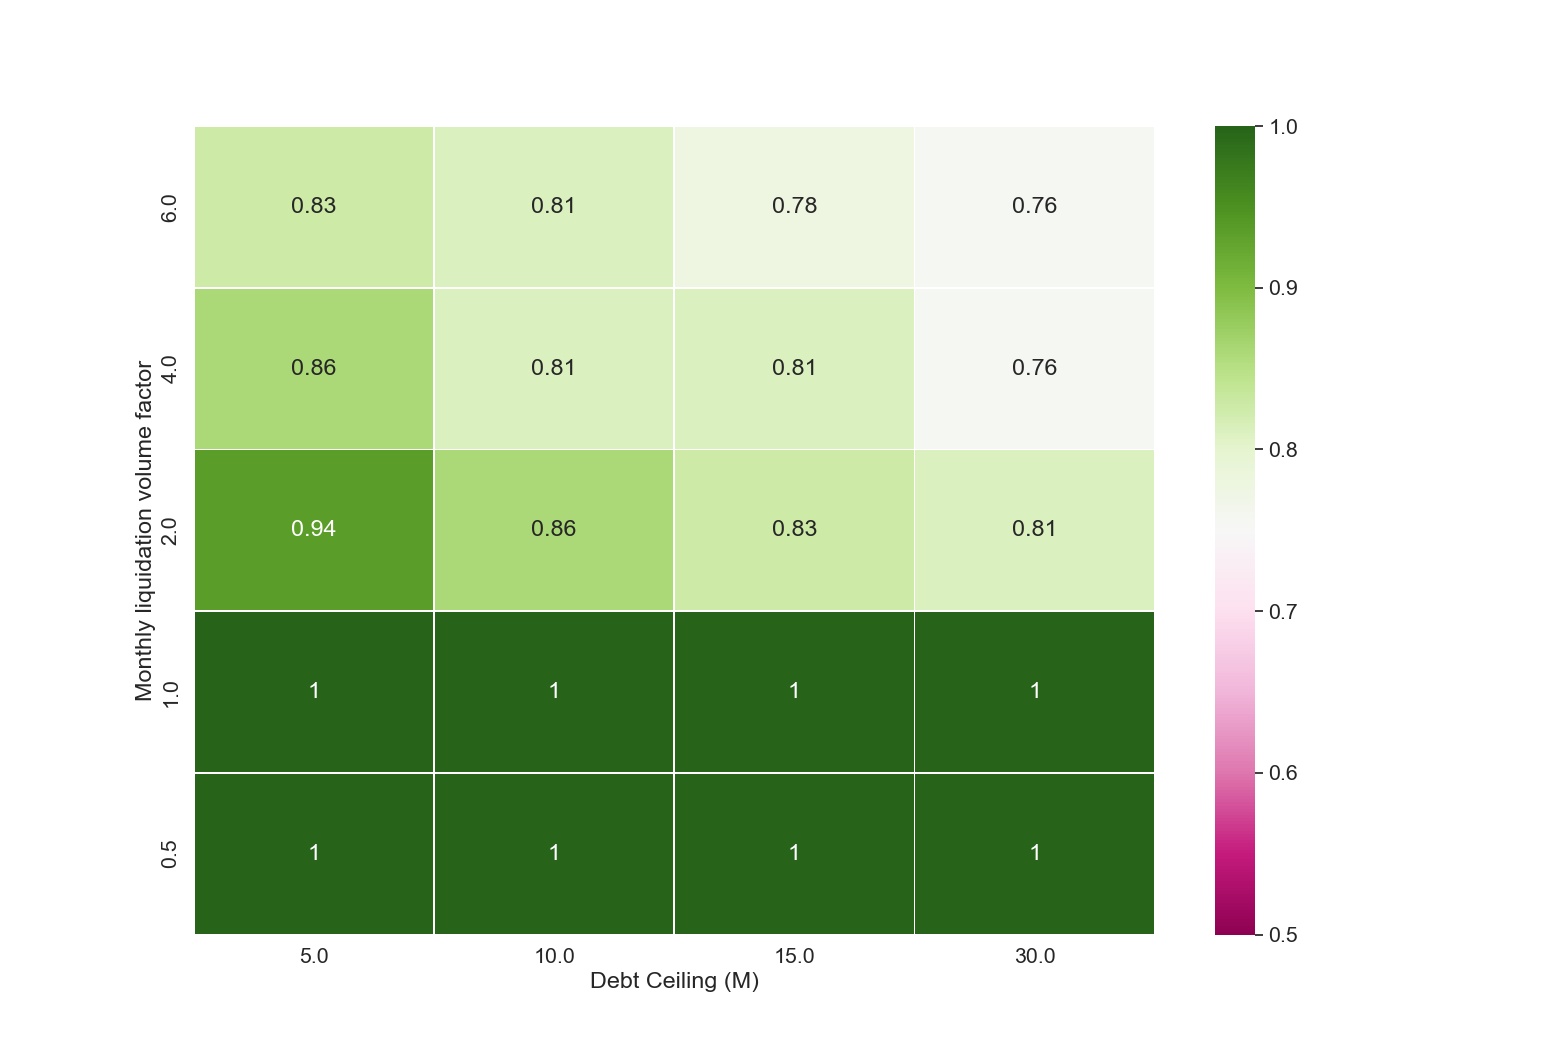 1.0
6.0 0.83 0.81 0.78 0.76
0.9
4.0 0.86 0.81 0.81 0.76
0.8
Monthly liquidation volume factor
2.0 0.94 0.86 0.83 0.81
0.7
1.0 1 1 1 1
0.6
0.5 1 1 1 1
0.5
5.0 10.0 15.0 30.0
Debt Ceiling (M)